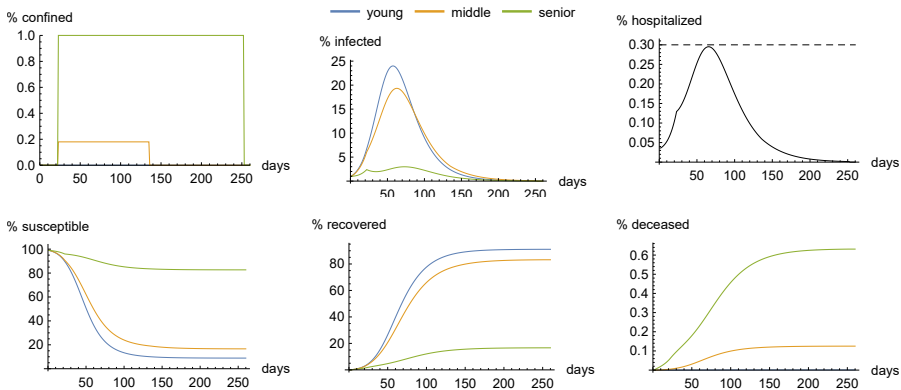 young middle senior
% confined
1.0
0.8
0.6
0.4
0.2
0.0
0 50 100 150 200 250
days
% infected
25
20
15
10
5
50 100 150 200 250
days
% hospitalized
0.30
0.25
0.20
0.15
0.10
0.05
50 100 150 200 250
days
% susceptible
100
80
60
40
20
50 100 150 200 250
days
% recovered
80
60
40
20
50 100 150 200 250
days
% deceased
0.6
0.5
0.4
0.3
0.2
0.1
50 100 150 200 250
days